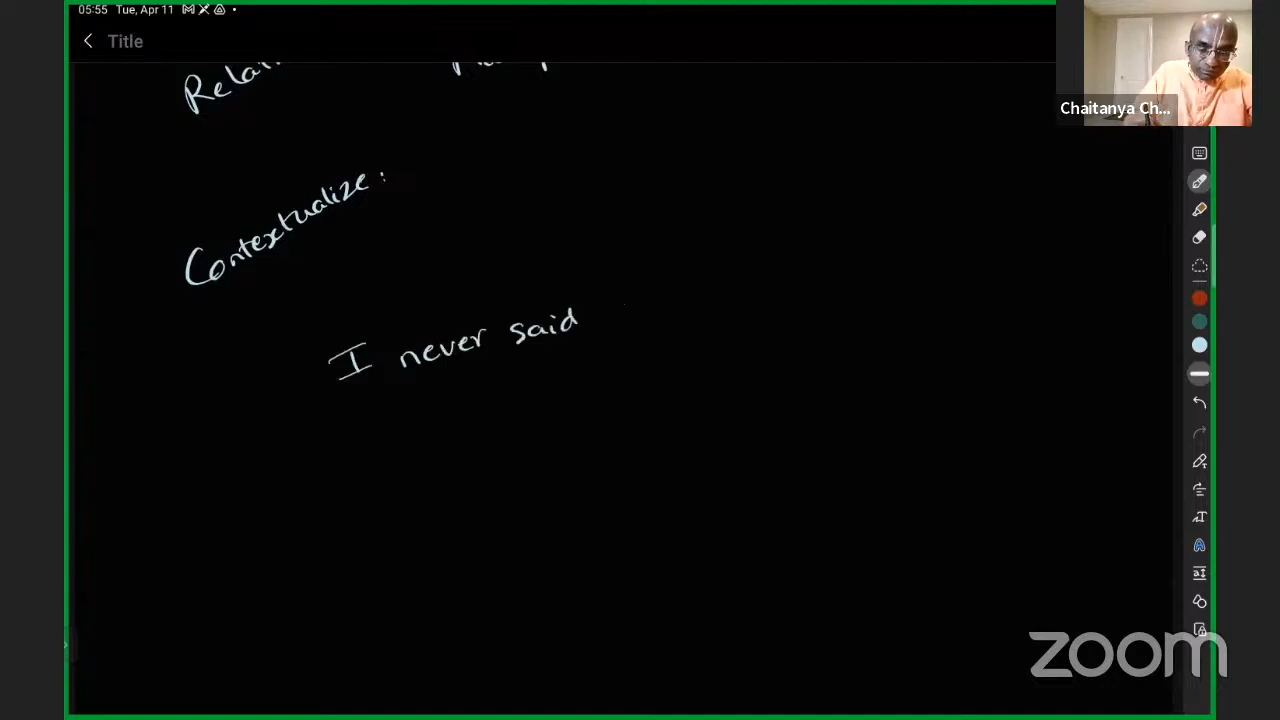 05:55 Tue, Apr 11
Title
Chaitanya Ch...
Contextualize:
I never said
zoom